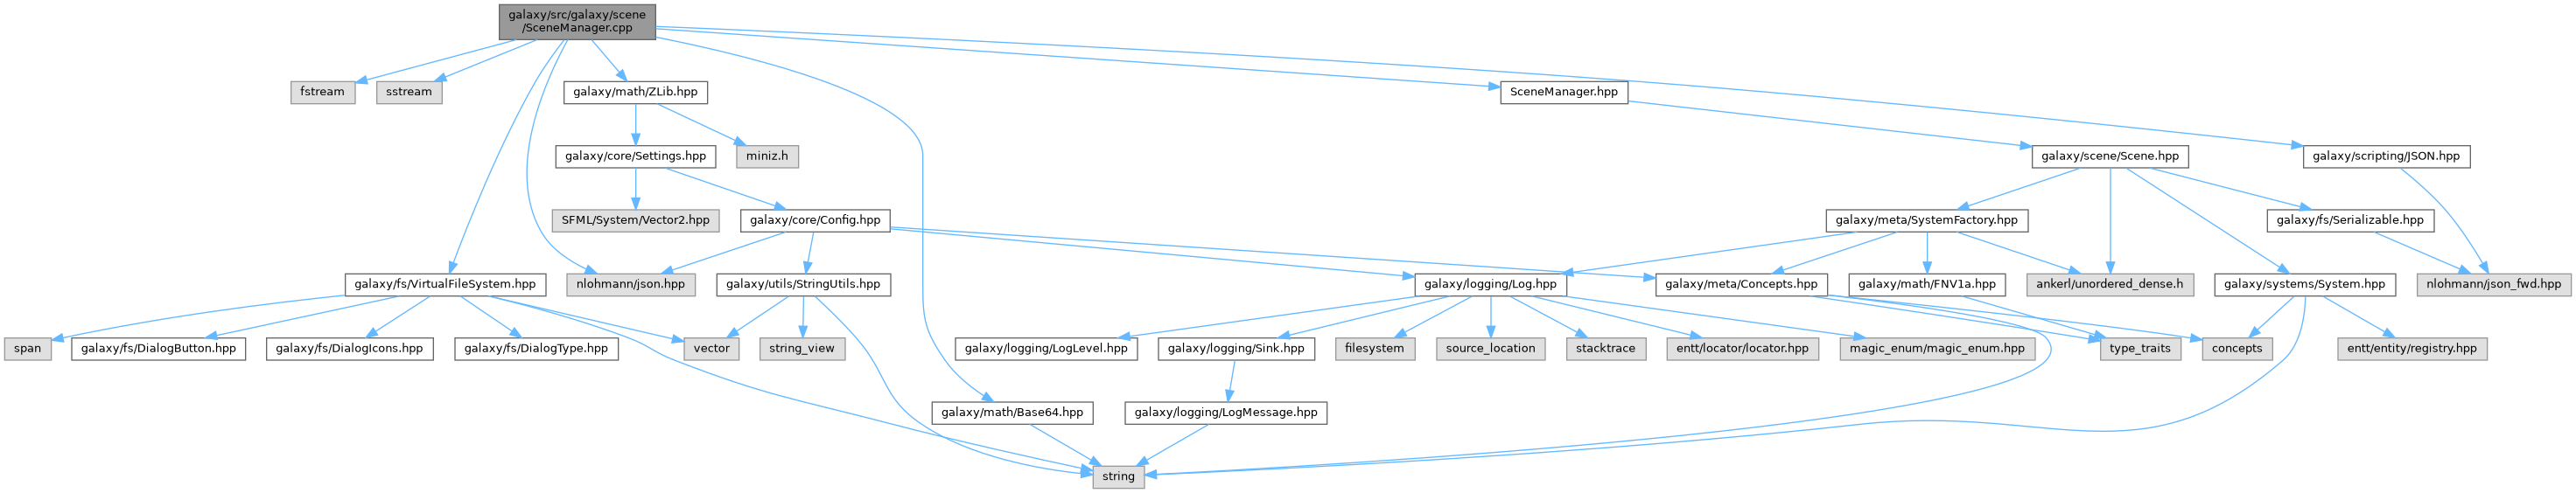 galaxy/src/galaxy/scene
/SceneManager.cpp
fstream
sstream
galaxy/math/ZLib.hpp
SceneManager.hpp
galaxy/core/Settings.hpp
miniz.h
galaxy/scene/Scene.hpp
galaxy/scripting/JSON.hpp
SFML/System/Vector2.hpp
galaxy/core/Config.hpp
galaxy/meta/SystemFactory.hpp
galaxy/fs/Serializable.hpp
galaxy/fs/VirtualFileSystem.hpp
nlohmann/json.hpp
galaxy/utils/StringUtils.hpp
galaxy/logging/Log.hpp
galaxy/meta/Concepts.hpp
galaxy/math/FNV1a.hpp
ankerl/unordered_dense.h
galaxy/systems/System.hpp
nlohmann/json_fwd.hpp
span
galaxy/fs/DialogButton.hpp
galaxy/fs/DialogIcons.hpp
galaxy/fs/DialogType.hpp
vector
string_view
galaxy/logging/LogLevel.hpp
galaxy/logging/Sink.hpp
filesystem
source_location
stacktrace
entt/locator/locator.hpp
magic_enum/magic_enum.hpp
type_traits
concepts
entt/entity/registry.hpp
galaxy/math/Base64.hpp
galaxy/logging/LogMessage.hpp
string